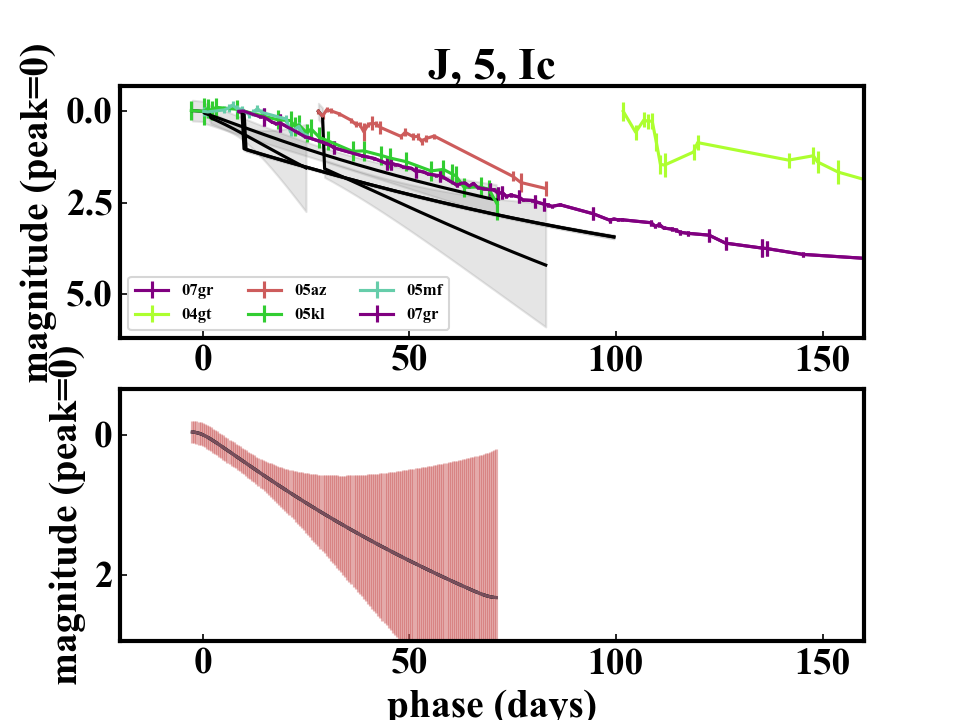 J, 5, Ic
magnitude (peak=0)
0.0
2.5
5.0
07gr 05az 05mf
04gt 05kl 07gr
0 50 100 150
magnitude (peak=0)
0
2
0 50 100 150
phase (days)